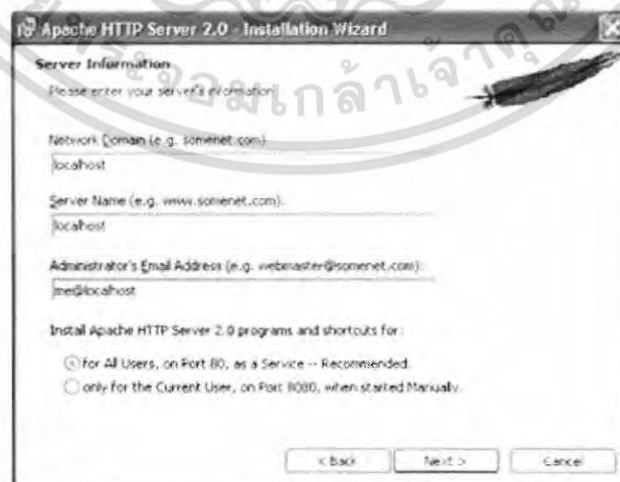 Apache HTTP Server 2.0 - Installation Wizard
Server Information
Please enter your server's information.
Network Domain (e.g. somenet.com)
localhost
Server Name (e.g. www.somenet.com):
localhost
Administrator's Email Address (e.g. webmaster@somenet.com):
me@localhost
Install Apache HTTP Server 2.0 programs and shortcuts for:
for All Users, on Port 80, as a Service -- Recommended.
only for the Current User, on Port 8080, when started Manually.
< Back
Next >
Cancel